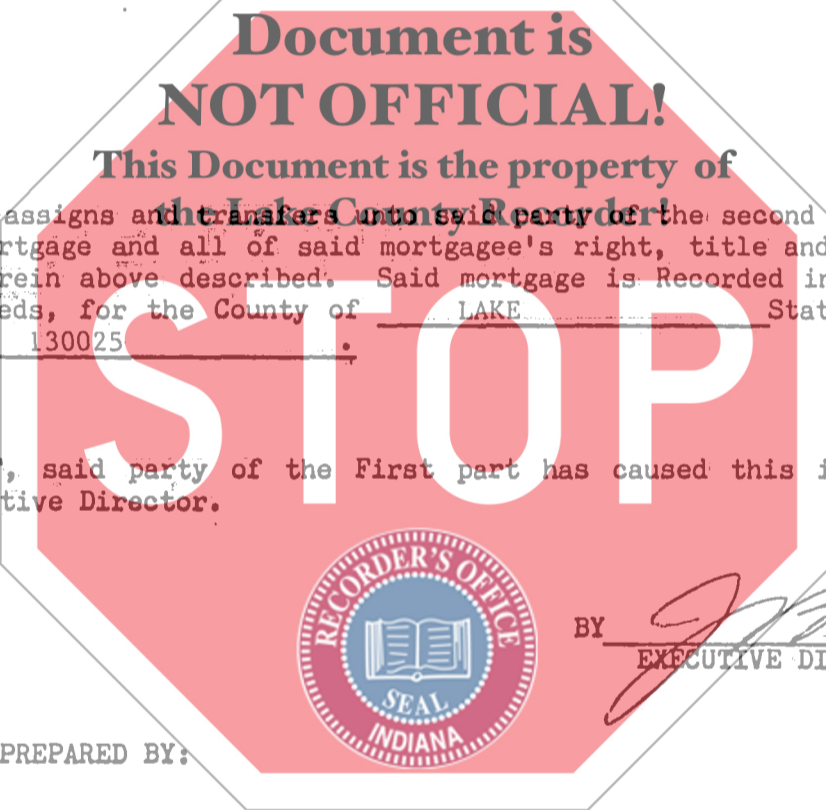 Document is
NOT OFFICIAL!
This Document is the property of
the Lake County Recorder!
assigns and transfers unto said party of the second
rtgage and all of said mortgagee's right, title and
rein above described. Said mortgage is Recorded in
eds, for the County of LAKE Stat
130025 .
STOP
, said party of the First part has caused this i
tive Director.
RECORDER'S OFFICE
SEAL
INDIANA
BY
EXECUTIVE DI
PREPARED BY: